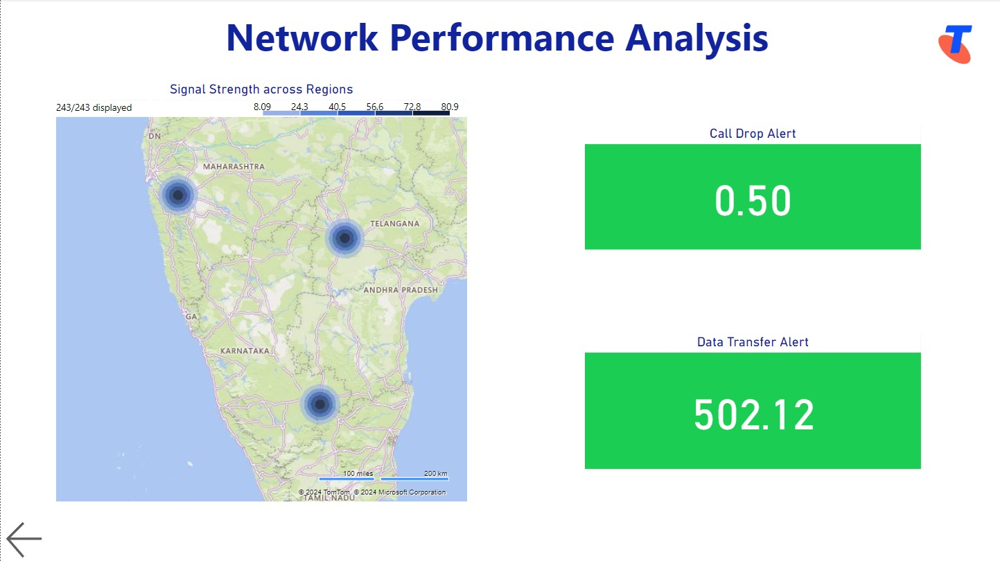 Network Performance Analysis
T
Signal Strength across Regions
243/243 displayed
8.09 24.3 40.5 56.6 72.8 80.9
DN
MAHARASHTRA
TELANGANA
ANDHRA PRADESH
GA
KARNATAKA
100 miles 200 km
© 2024 TomTom, © 2024 Microsoft Corporation
TAMIL NADU
Call Drop Alert
0.50
Data Transfer Alert
502.12